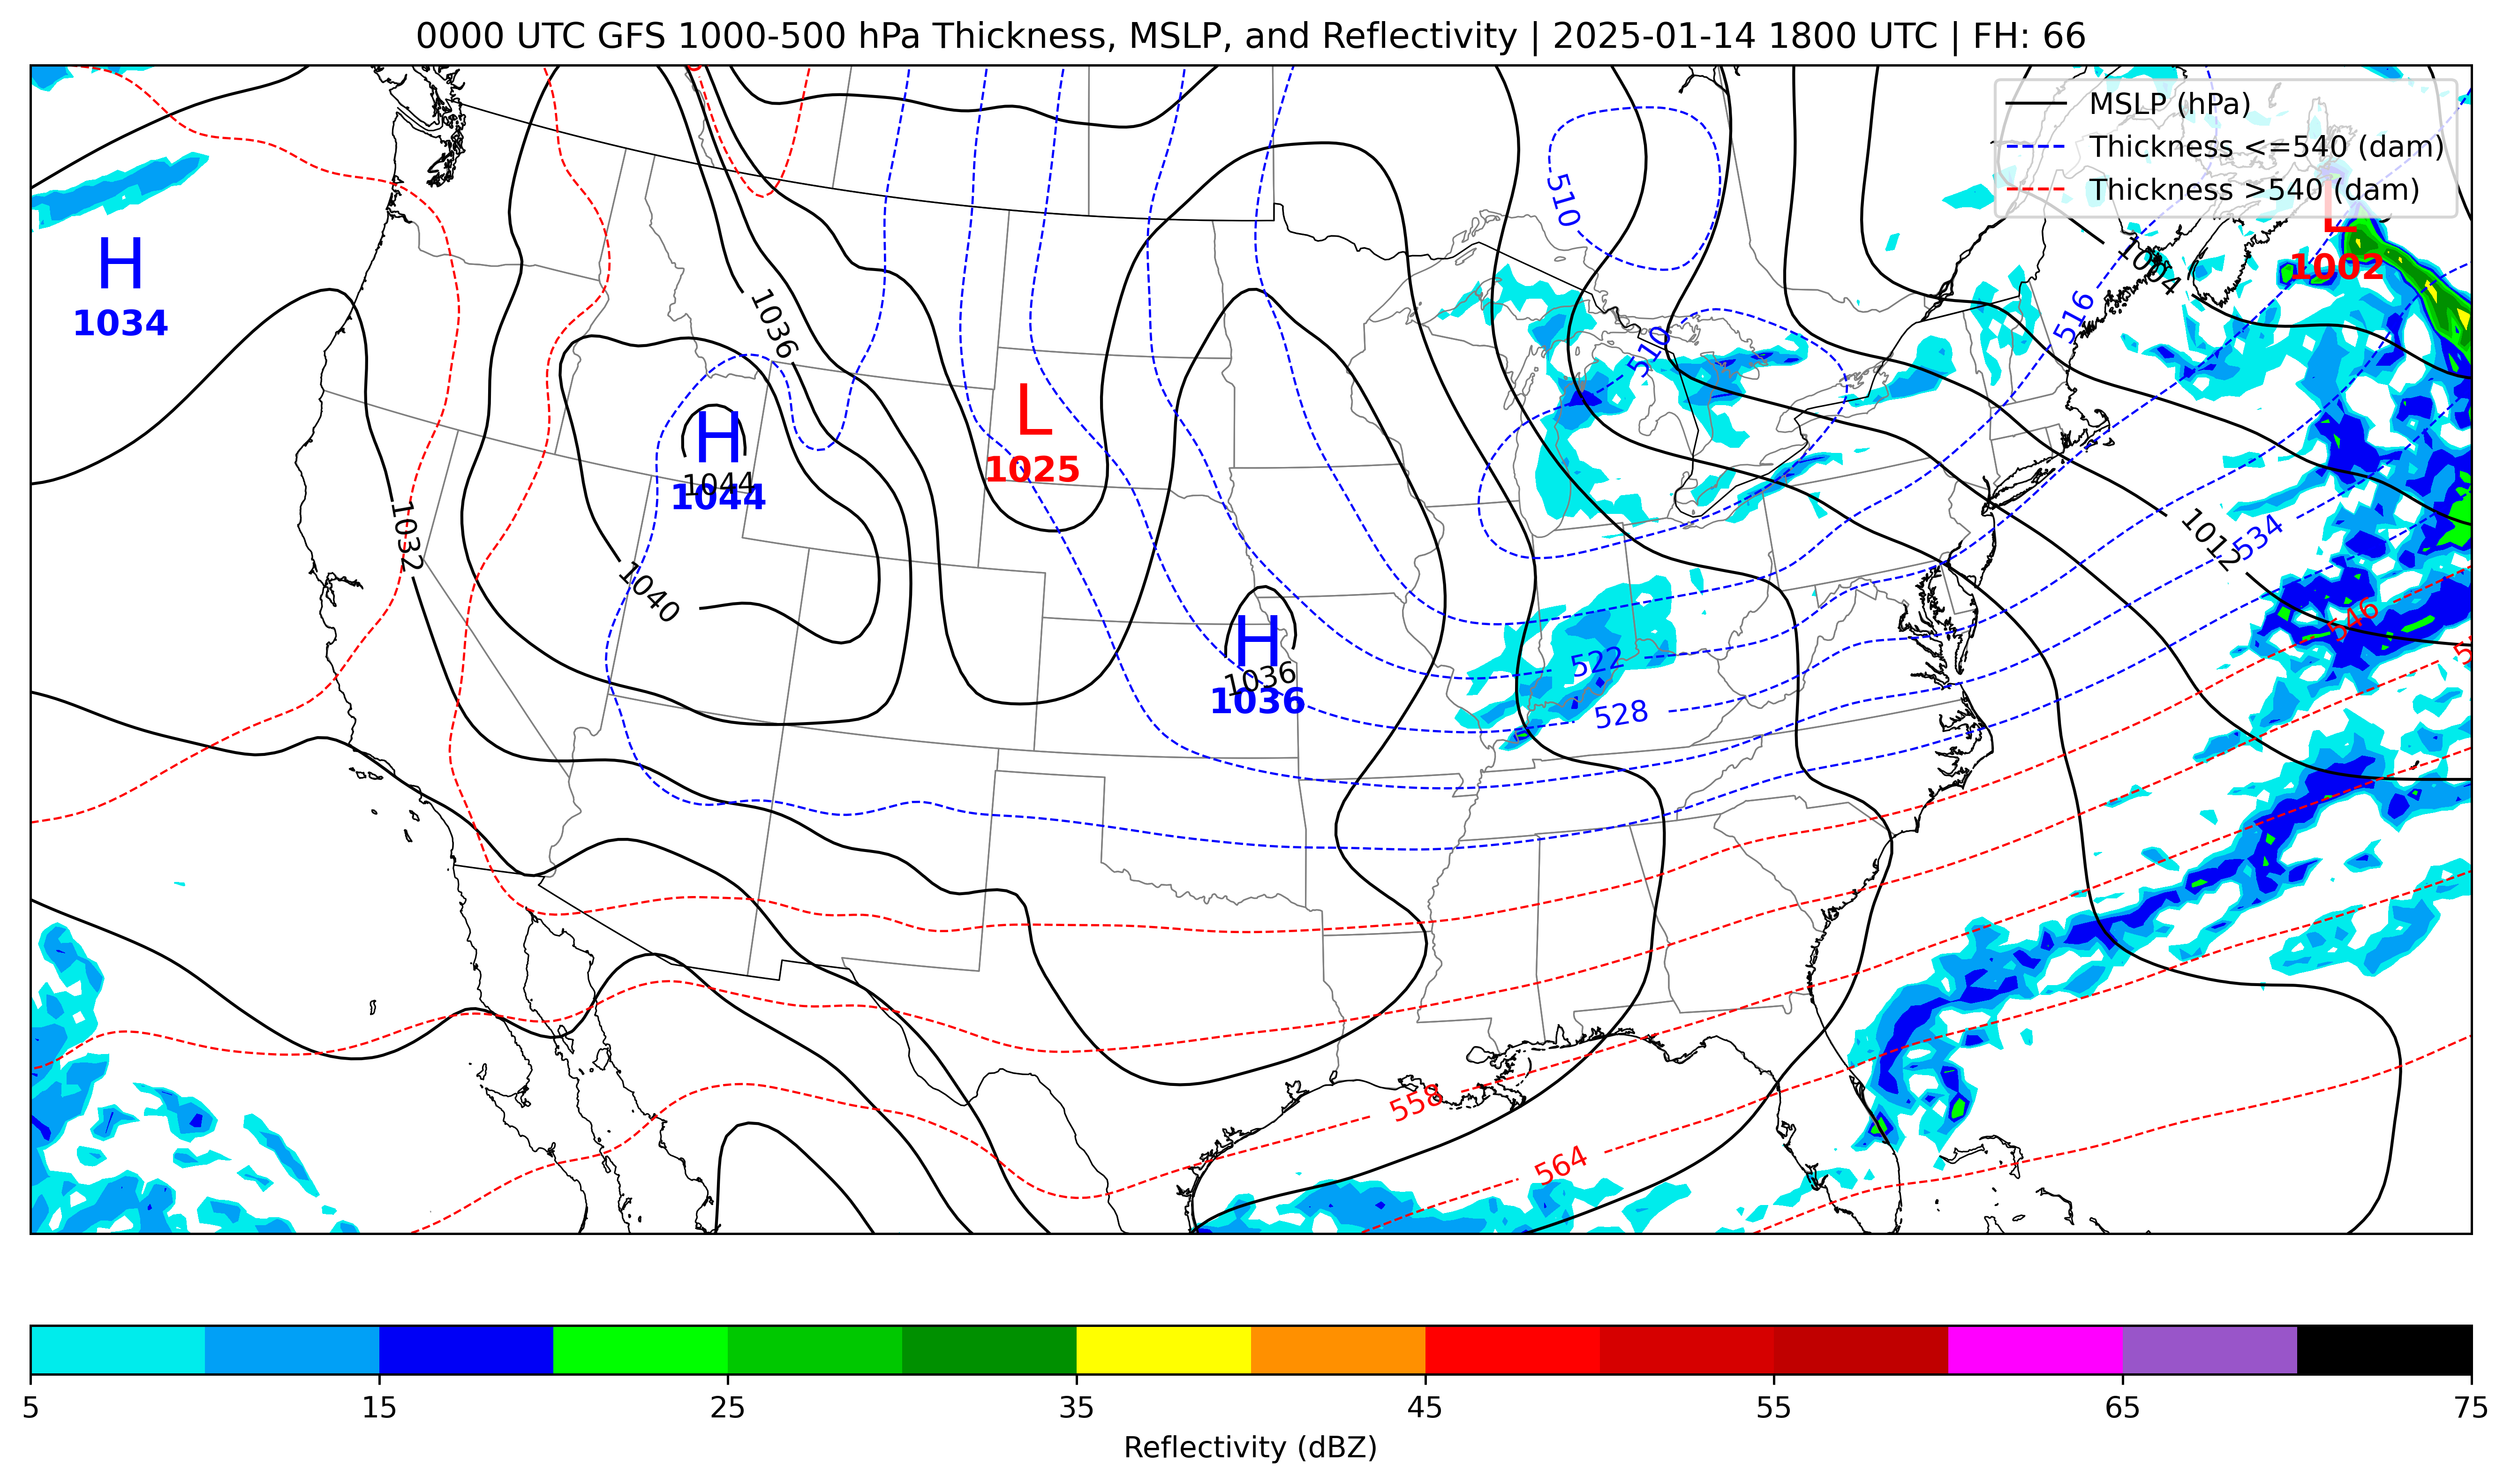 0000 UTC GFS 1000-500 hPa Thickness, MSLP, and Reflectivity | 2025-01-14 1800 UTC | FH: 66
MSLP (hPa)
Thickness <=540 (dam)
Thickness >540 (dam)
510
L
1002
1004
H
1034
1036
516
510
H
1044
1044
L
1025
1032
1012
534
1040
546
H
1036
1036
522
528
558
564
5 15 25 35 45 55 65 75
Reflectivity (dBZ)